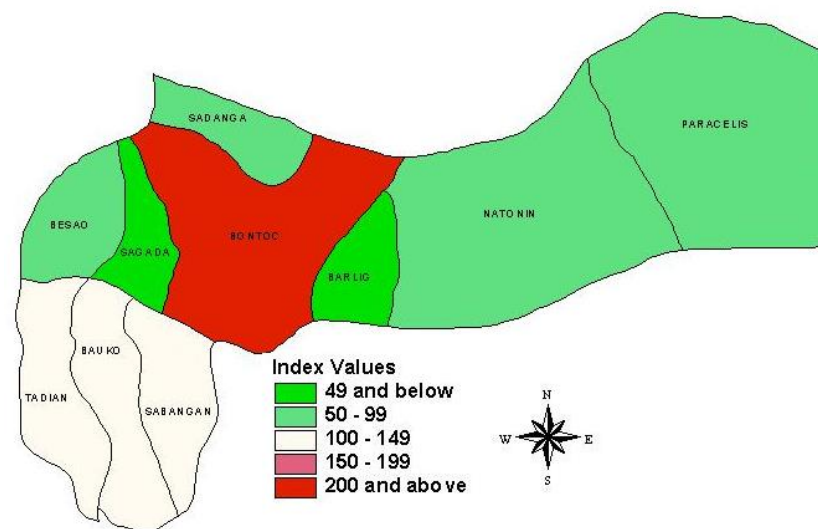 SADANGA
PARACELIS
BESAO
SAGADA
BONTOC
NATONIN
BARLIG
BAUKO
TADIAN
SABANGAN
Index Values
49 and below
50 - 99
100 - 149
150 - 199
200 and above
N
W E
S